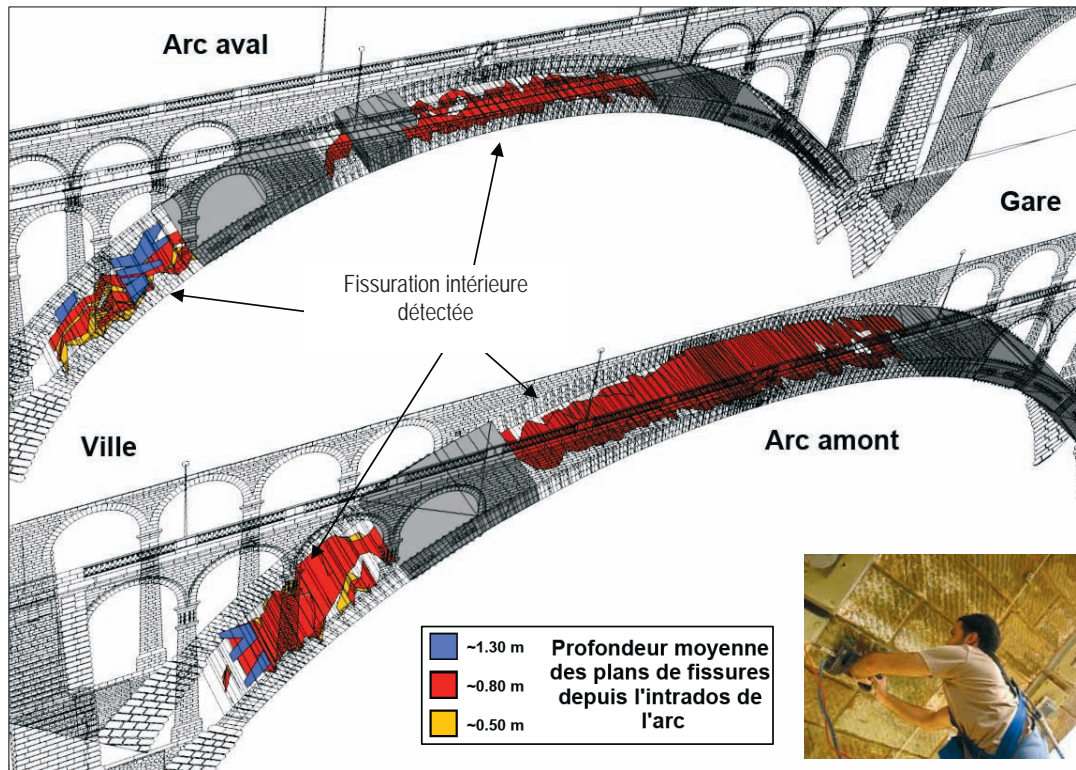 Arc aval
Gare
Fissuration intérieure
détectée
Ville
Arc amont
~1.30 m
~0.80 m
~0.50 m
Profondeur moyenne
des plans de fissures
depuis l'intrados de
l'arc